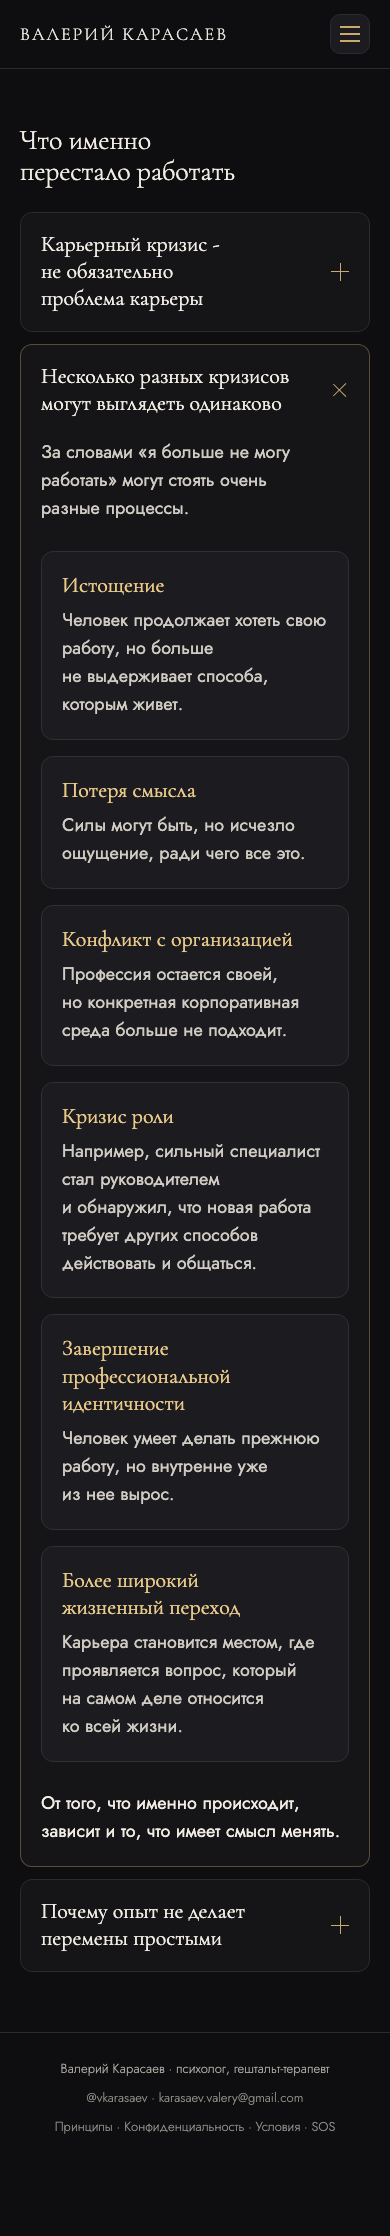 ВАЛЕРИЙ КАРАСАЕВ
Что именно
перестало работать
Карьерный кризис -
не обязательно
проблема карьеры
Несколько разных кризисов
могут выглядеть одинаково
За словами «я больше не могу
работать» могут стоять очень
разные процессы.
Истощение
Человек продолжает хотеть свою
работу, но больше
не выдерживает способа,
которым живет.
Потеря смысла
Силы могут быть, но исчезло
ощущение, ради чего все это.
Конфликт с организацией
Профессия остается своей,
но конкретная корпоративная
среда больше не подходит.
Кризис роли
Например, сильный специалист
стал руководителем
и обнаружил, что новая работа
требует других способов
действовать и общаться.
Завершение
профессиональной
идентичности
Человек умеет делать прежнюю
работу, но внутренне уже
из нее вырос.
Более широкий
жизненный переход
Карьера становится местом, где
проявляется вопрос, который
на самом деле относится
ко всей жизни.
От того, что именно происходит,
зависит и то, что имеет смысл менять.
Почему опыт не делает
перемены простыми
Валерий Карасаев · психолог, гештальт-терапевт
@vkarasaev · karasaev.valery@gmail.com
Принципы · Конфиденциальность · Условия · SOS